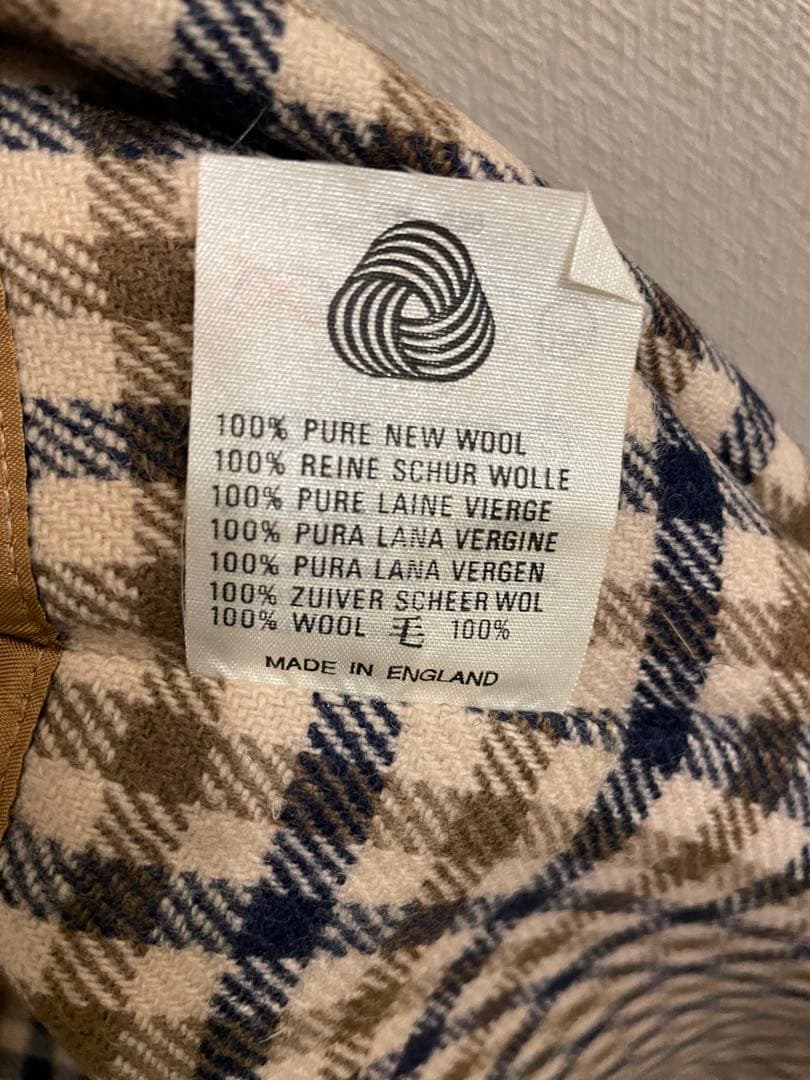 100% PURE NEW WOOL
100% REINE SCHUR WOLLE
100% PURE LAINE VIERGE
100% PURA LANA VERGINE
100% PURA LANA VERGEN
100% ZUIVER SCHEER WOL
100% WOOL 毛 100%
MADE IN ENGLAND